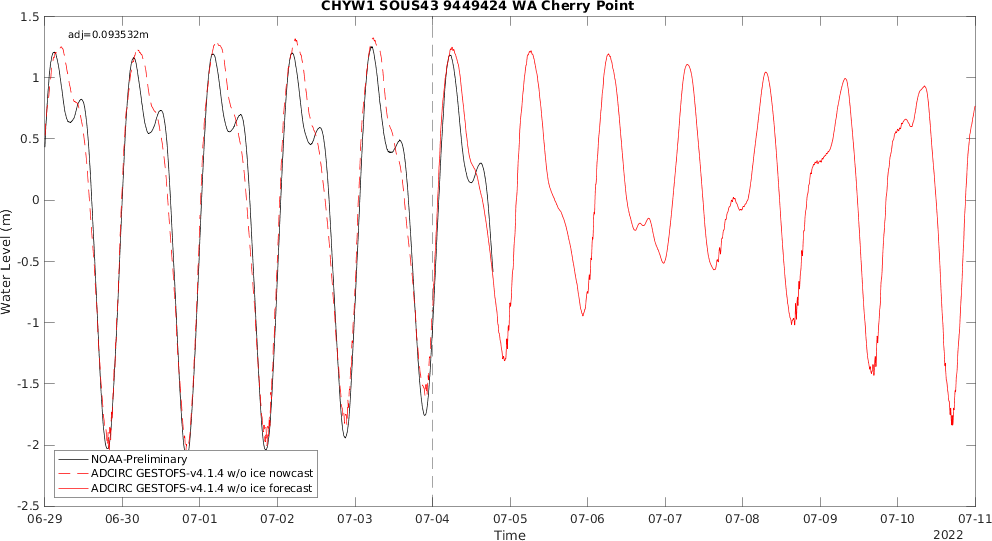 CHYW1 SOUS43 9449424 WA Cherry Point
adj=0.093532m
1.5
1
0.5
0
-0.5
-1
-1.5
-2
-2.5
Water Level (m)
NOAA-Preliminary
ADCIRC GESTOFS-v4.1.4 w/o ice nowcast
ADCIRC GESTOFS-v4.1.4 w/o ice forecast
06-29 06-30 07-01 07-02 07-03 07-04 07-05 07-06 07-07 07-08 07-09 07-10 07-11
Time
2022